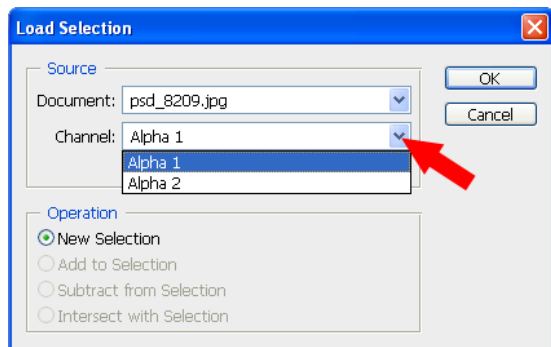 Load Selection
Source
Document: psd_8209.jpg
Channel: Alpha 1
Alpha 1
Alpha 2
OK
Cancel
Operation
New Selection
Add to Selection
Subtract from Selection
Intersect with Selection